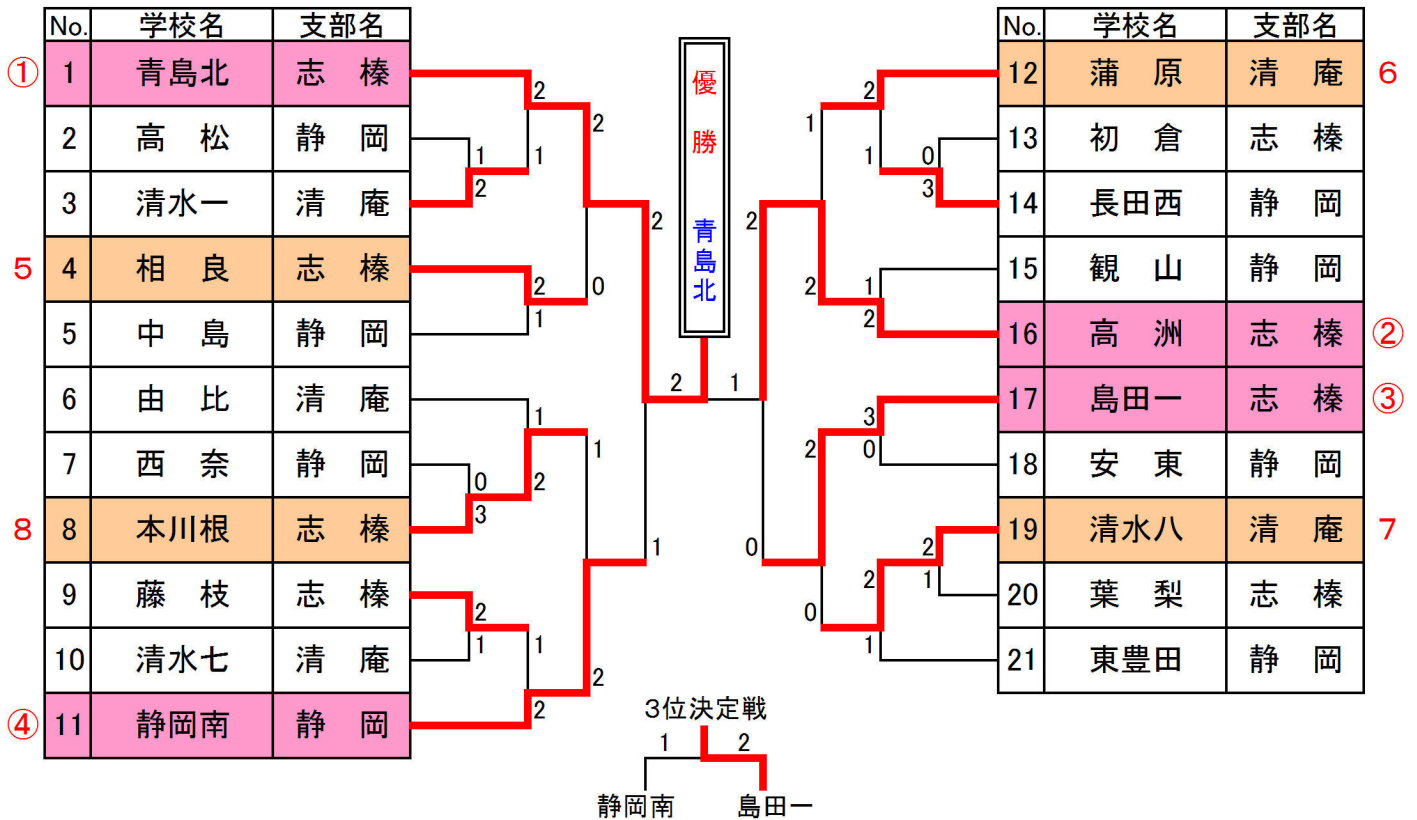 No. 学校名 支部名
① 1 青島北 志 榛
2 高 松 静 岡
3 清水一 清 庵
5 4 相 良 志 榛
5 中 島 静 岡
6 由 比 清 庵
7 西 奈 静 岡
8 8 本川根 志 榛
9 藤 枝 志 榛
10 清水七 清 庵
④ 11 静岡南 静 岡
2
1
1
2
2
2
1
0
1
2
0
3
1
2
1
1
2
2
1
2
2
1
優勝 青島北
2 1
No. 学校名 支部名
12 蒲 原 清 庵 6
13 初 倉 志 榛
14 長田西 静 岡
15 観 山 静 岡
16 高 洲 志 榛 ②
17 島田一 志 榛 ③
18 安 東 静 岡
19 清水八 清 庵 7
20 葉 梨 志 榛
21 東豊田 静 岡
2
1
1 0
3
2
2 1
2
3
2 0
0
2
2 1
0
1
3位決定戦
1 2
静岡南 島田一